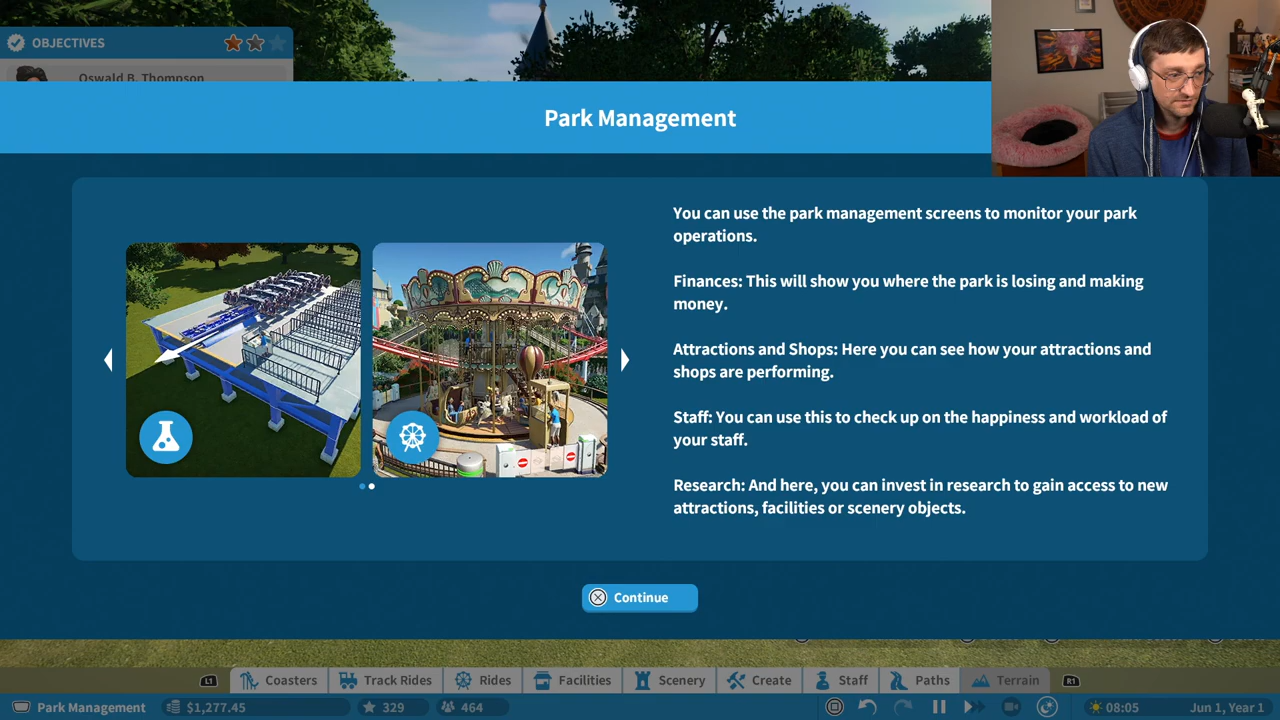 OBJECTIVES
Oswald B. Thompson
Park Management
You can use the park management screens to monitor your park
operations.
Finances: This will show you where the park is losing and making
money.
Attractions and Shops: Here you can see how your attractions and
shops are performing.
Staff: You can use this to check up on the happiness and workload of
your staff.
Research: And here, you can invest in research to gain access to new
attractions, facilities or scenery objects.
Continue
L1 Coasters Track Rides Rides Facilities Scenery Create Staff Paths Terrain R1
Park Management $1,277.45 329 464 08:05 Jun 1, Year 1